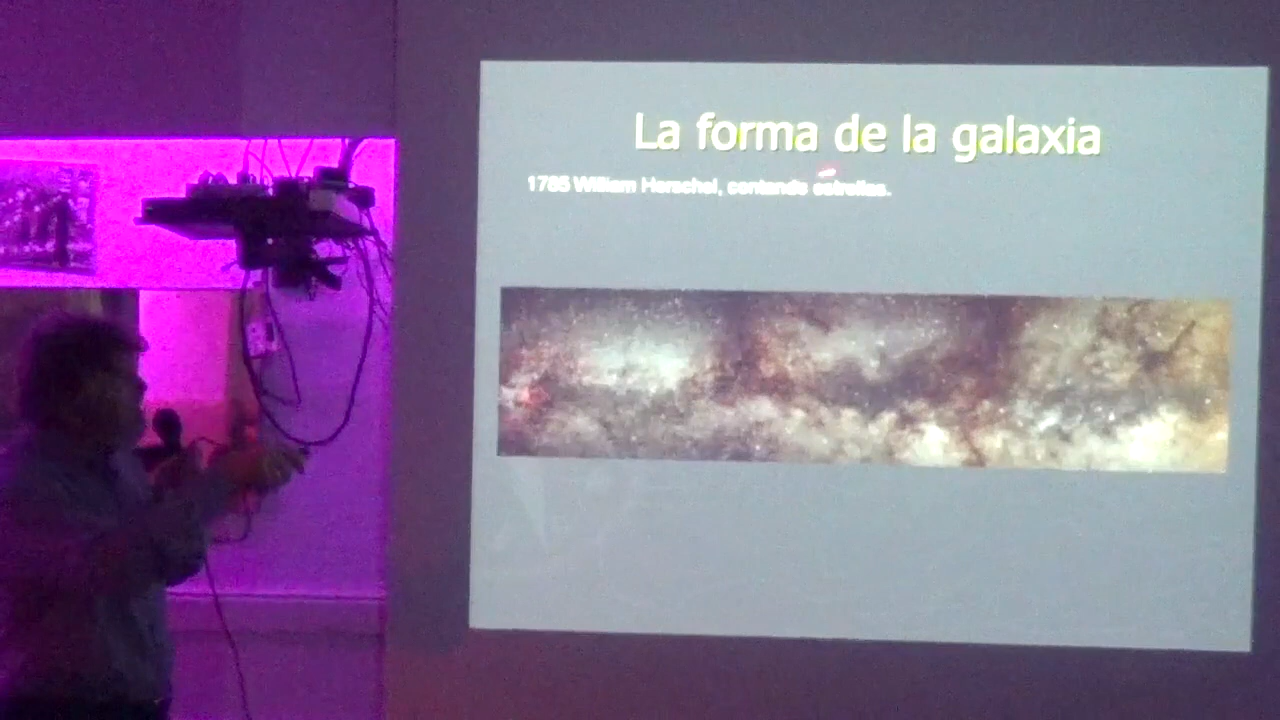 La forma de la galaxia
1785 William Herschel, contando estrellas.